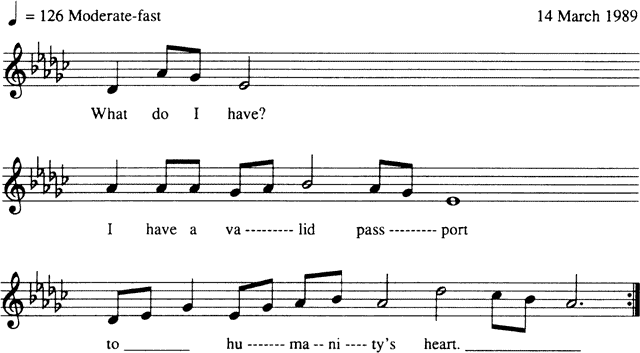 ♩ = 126 Moderate-fast 14 March 1989
What do I have?
I have a va --------- lid pass --------- port
to ________ hu ------- ma -- ni ---- ty's heart. ______________